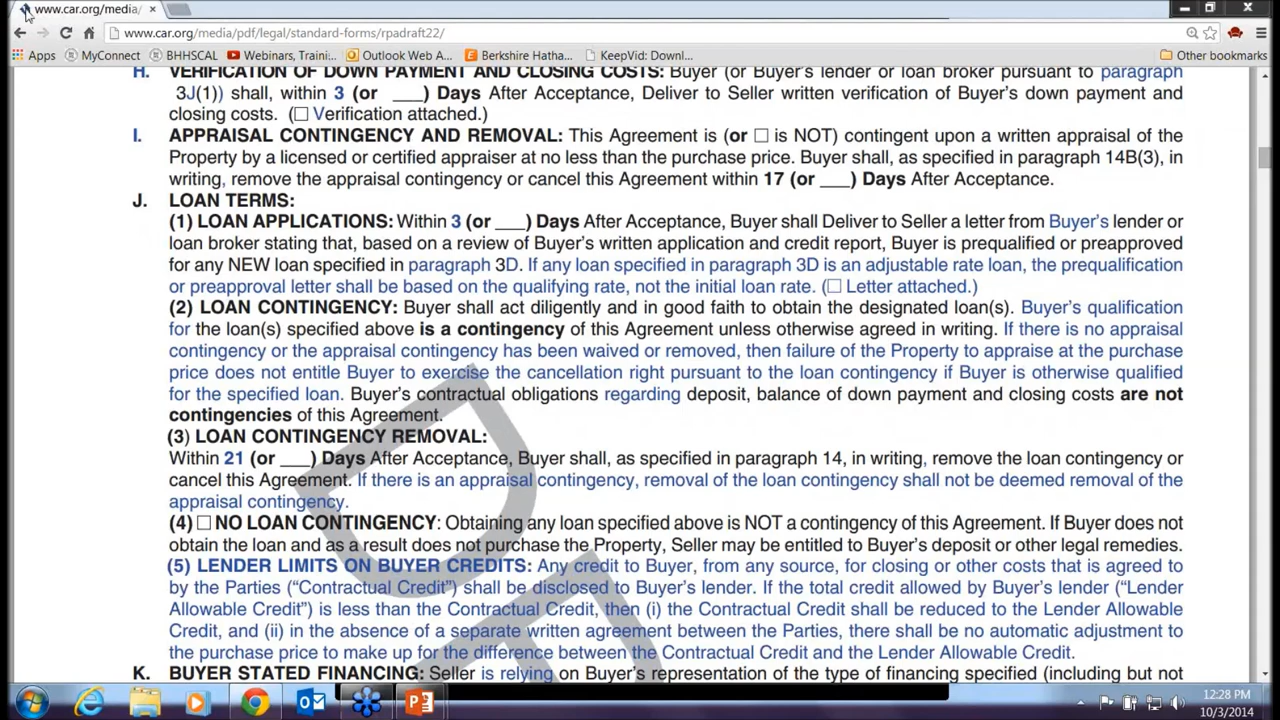 www.car.org/media/
www.car.org/media/pdf/legal/standard-forms/rpadraft22/
Apps MyConnect BHHSCAL Webinars, Traini... Outlook Web A... Berkshire Hatha... KeepVid: Downl... Other bookmarks
H. VERIFICATION OF DOWN PAYMENT AND CLOSING COSTS: Buyer (or Buyer's lender or loan broker pursuant to paragraph
3J(1)) shall, within 3 (or ___) Days After Acceptance, Deliver to Seller written verification of Buyer's down payment and
closing costs. (☐ Verification attached.)
I. APPRAISAL CONTINGENCY AND REMOVAL: This Agreement is (or ☐ is NOT) contingent upon a written appraisal of the
Property by a licensed or certified appraiser at no less than the purchase price. Buyer shall, as specified in paragraph 14B(3), in
writing, remove the appraisal contingency or cancel this Agreement within 17 (or ___) Days After Acceptance.
J. LOAN TERMS:
(1) LOAN APPLICATIONS: Within 3 (or ___) Days After Acceptance, Buyer shall Deliver to Seller a letter from Buyer's lender or
loan broker stating that, based on a review of Buyer's written application and credit report, Buyer is prequalified or preapproved
for any NEW loan specified in paragraph 3D. If any loan specified in paragraph 3D is an adjustable rate loan, the prequalification
or preapproval letter shall be based on the qualifying rate, not the initial loan rate. (☐ Letter attached.)
(2) LOAN CONTINGENCY: Buyer shall act diligently and in good faith to obtain the designated loan(s). Buyer's qualification
for the loan(s) specified above is a contingency of this Agreement unless otherwise agreed in writing. If there is no appraisal
contingency or the appraisal contingency has been waived or removed, then failure of the Property to appraise at the purchase
price does not entitle Buyer to exercise the cancellation right pursuant to the loan contingency if Buyer is otherwise qualified
for the specified loan. Buyer's contractual obligations regarding deposit, balance of down payment and closing costs are not
contingencies of this Agreement.
(3) LOAN CONTINGENCY REMOVAL:
Within 21 (or ___) Days After Acceptance, Buyer shall, as specified in paragraph 14, in writing, remove the loan contingency or
cancel this Agreement. If there is an appraisal contingency, removal of the loan contingency shall not be deemed removal of the
appraisal contingency.
(4) ☐ NO LOAN CONTINGENCY: Obtaining any loan specified above is NOT a contingency of this Agreement. If Buyer does not
obtain the loan and as a result does not purchase the Property, Seller may be entitled to Buyer's deposit or other legal remedies.
(5) LENDER LIMITS ON BUYER CREDITS: Any credit to Buyer, from any source, for closing or other costs that is agreed to
by the Parties ("Contractual Credit") shall be disclosed to Buyer's lender. If the total credit allowed by Buyer's lender ("Lender
Allowable Credit") is less than the Contractual Credit, then (i) the Contractual Credit shall be reduced to the Lender Allowable
Credit, and (ii) in the absence of a separate written agreement between the Parties, there shall be no automatic adjustment to
the purchase price to make up for the difference between the Contractual Credit and the Lender Allowable Credit.
K. BUYER STATED FINANCING: Seller is relying on Buyer's representation of the type of financing specified (including but not
12:28 PM
10/3/2014